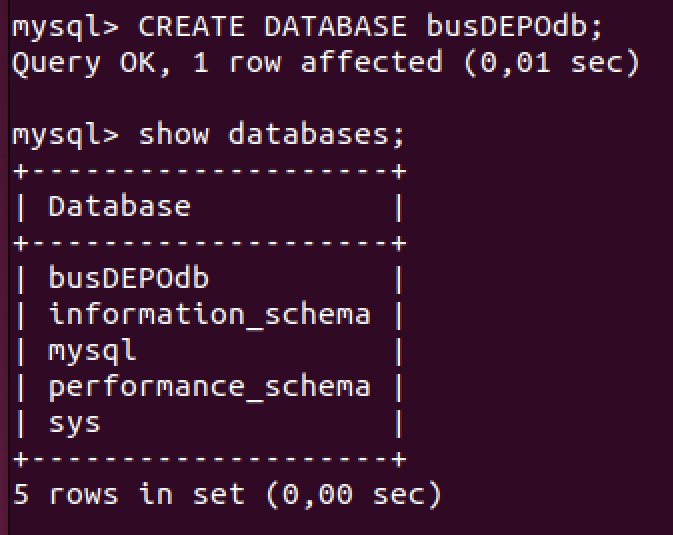 mysql> CREATE DATABASE busDEPOdb;
Query OK, 1 row affected (0,01 sec)

mysql> show databases;
+--------------------+
| Database           |
+--------------------+
| busDEPOdb          |
| information_schema |
| mysql              |
| performance_schema |
| sys                |
+--------------------+
5 rows in set (0,00 sec)